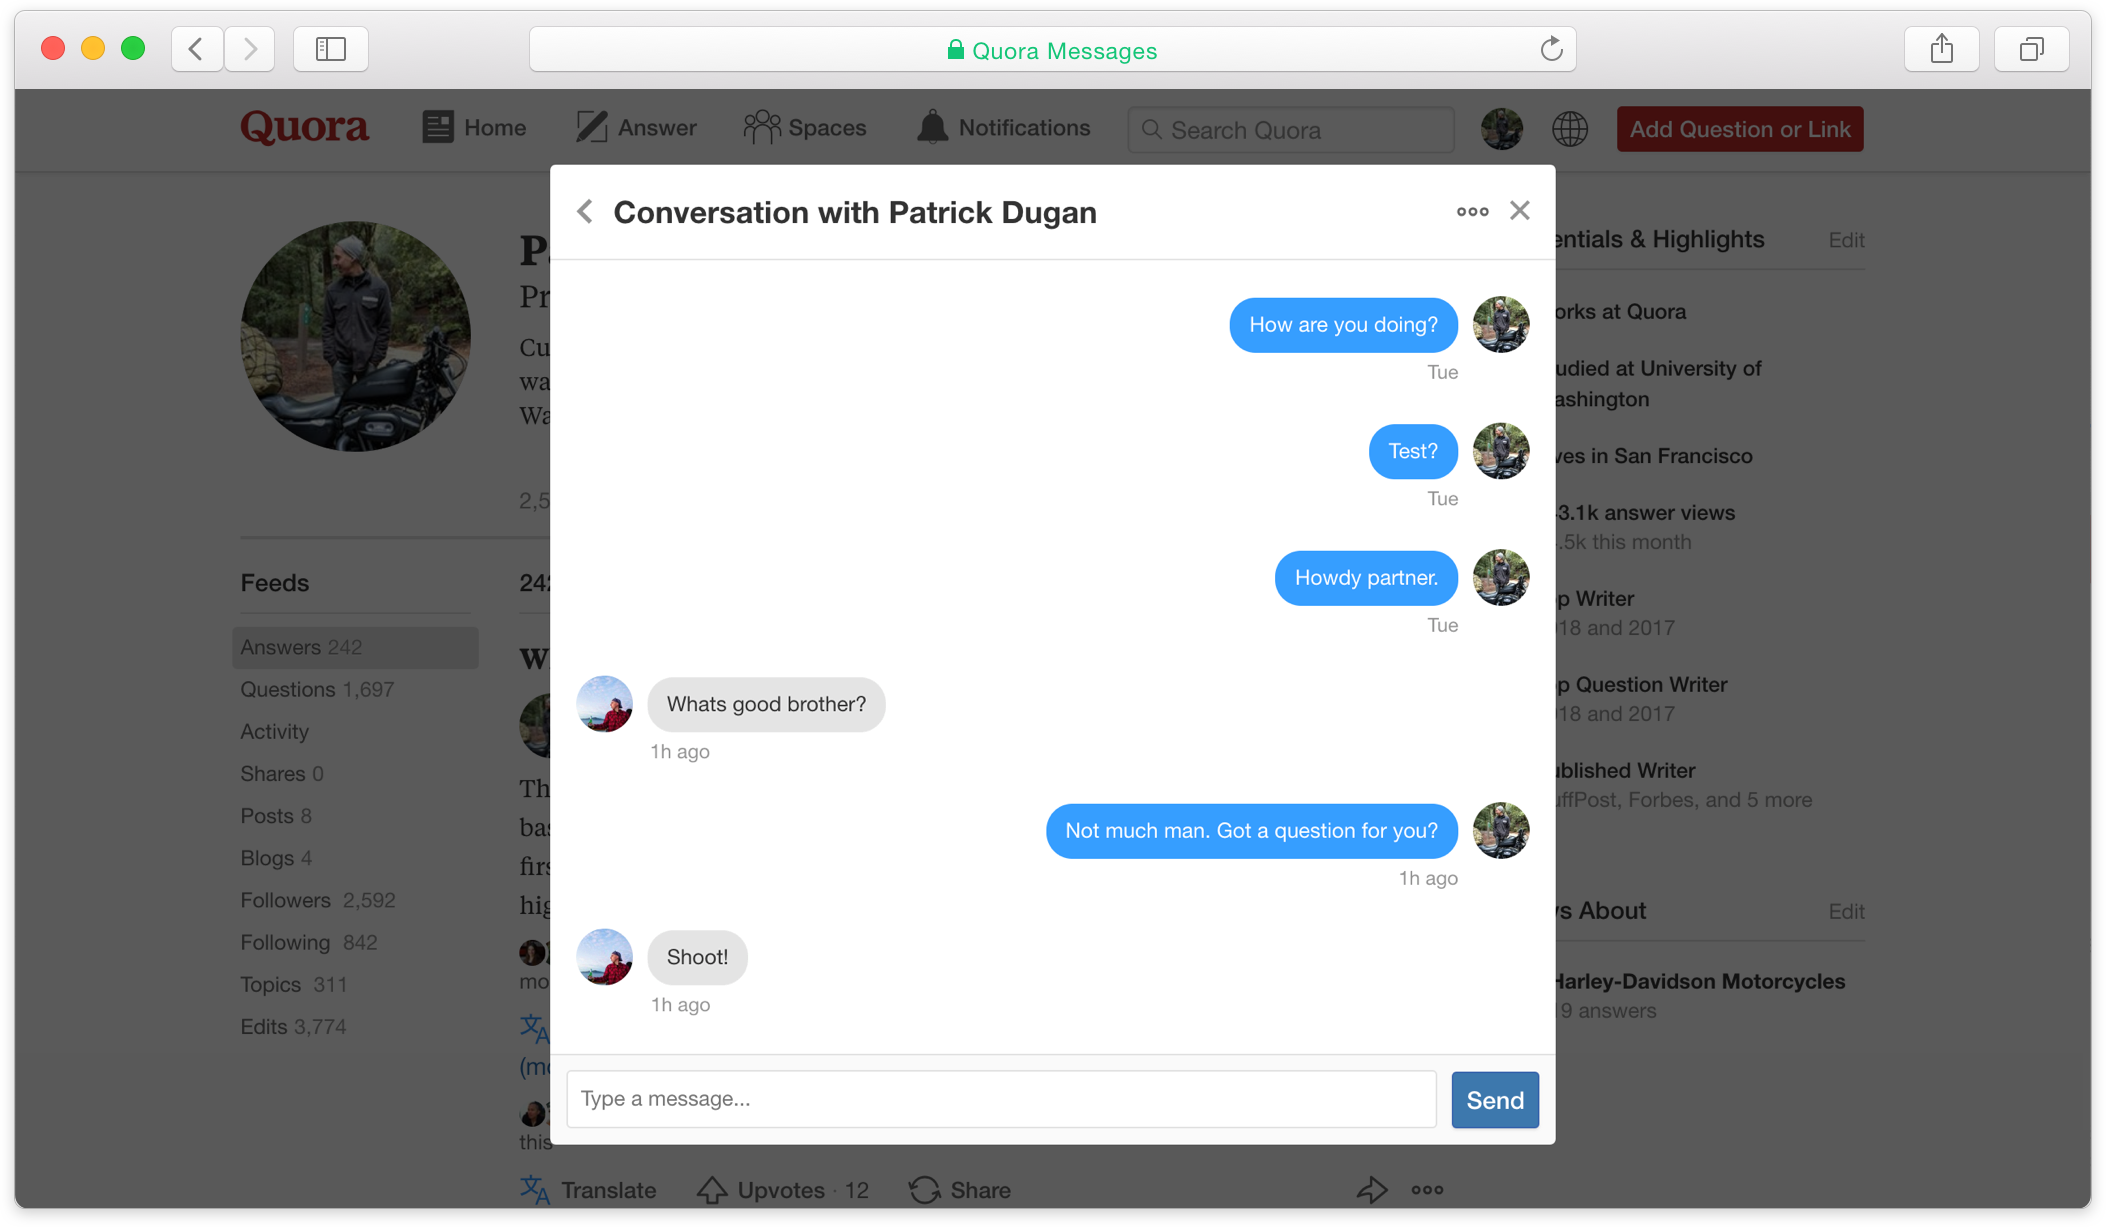 Quora Messages
Quora
Home
Answer
Spaces
Notifications
Search Quora
Add Question or Link
Conversation with Patrick Dugan
How are you doing?
Tue
Test?
Tue
Howdy partner.
Tue
Whats good brother?
1h ago
Not much man. Got a question for you?
1h ago
Shoot!
1h ago
Type a message...
Send
Feeds
Answers 242
Questions 1,697
Activity
Shares 0
Posts 8
Blogs 4
Followers 2,592
Following 842
Topics 311
Edits 3,774
Pr
Cu
wa
Wa
2,5
242
Th
bas
firs
hig
mo
(mo
this
Translate
Upvotes · 12
Share
entials & Highlights
Edit
orks at Quora
udied at University of
ashington
ves in San Francisco
3.1k answer views
.5k this month
p Writer
18 and 2017
p Question Writer
18 and 2017
ublished Writer
uffPost, Forbes, and 5 more
s About
Edit
Harley-Davidson Motorcycles
9 answers